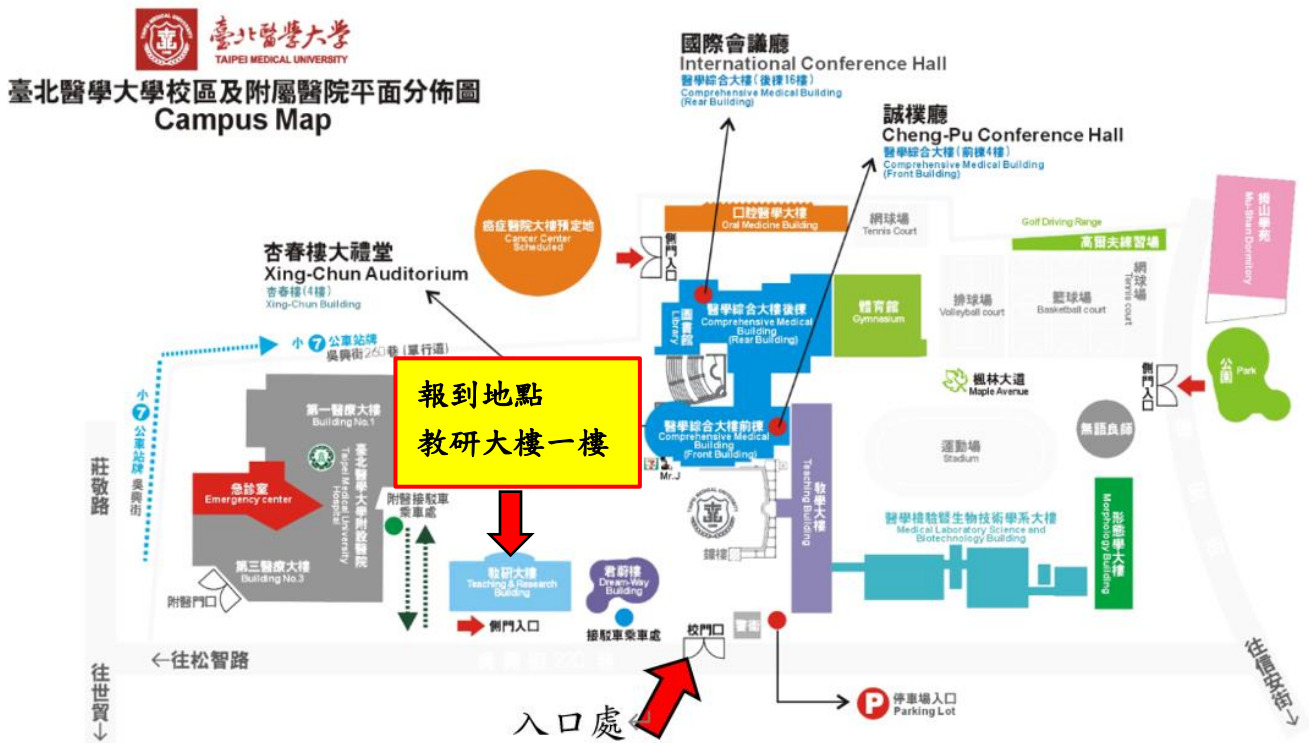 臺北醫學大學
TAIPEI MEDICAL UNIVERSITY
臺北醫學大學校區及附屬醫院平面分佈圖
Campus Map
國際會議廳
International Conference Hall
醫學綜合大樓(後棟16樓)
Comprehensive Medical Building
(Rear Building)
誠樸廳
Cheng-Pu Conference Hall
醫學綜合大樓(前棟4樓)
Comprehensive Medical Building
(Front Building)
杏春樓大禮堂
Xing-Chun Auditorium
杏春樓(4樓)
Xing-Chun Building
癌症醫院大樓預定地
Cancer Center
Scheduled
側門入口
口腔醫學大樓
Oral Medicine Building
網球場
Tennis Court
Golf Driving Range
高爾夫練習場
拇山學苑
Mu-Shan Dormitory
醫學綜合大樓後棟
Comprehensive Medical
Building
(Rear Building)
圖書館
Library
體育館
Gymnasium
排球場
Volleyball court
籃球場
Basketball court
網球場
Tennis court
楓林大道
Maple Avenue
側門入口
公園
Park
小 7 公車站牌
吳興街260巷 (單行道)
小 7 公車站牌 吳興街
報到地點
教研大樓一樓
第一醫療大樓
Building No.1
臺北醫學大學附設醫院
Taipei Medical University
Hospital
急診室
Emergency center
第三醫療大樓
Building No.3
附醫門口
附醫接駁車
乘車處
醫學綜合大樓前棟
Comprehensive Medical
Building
(Front Building)
Mr.J
鐘樓
教學大樓
Teaching Building
運動場
Stadium
無語良師
醫學檢驗暨生物技術學系大樓
Medical Laboratory Science and
Biotechnology Building
形態學大樓
Morphology Building
教研大樓
Teaching & Research
Building
側門入口
君蔚樓
Dream-Way
Building
接駁車乘車處
校門口
警衛
莊敬路
往世貿↓
←往松智路
吳興街220巷
往信安街↓
入口處
P 停車場入口
Parking Lot